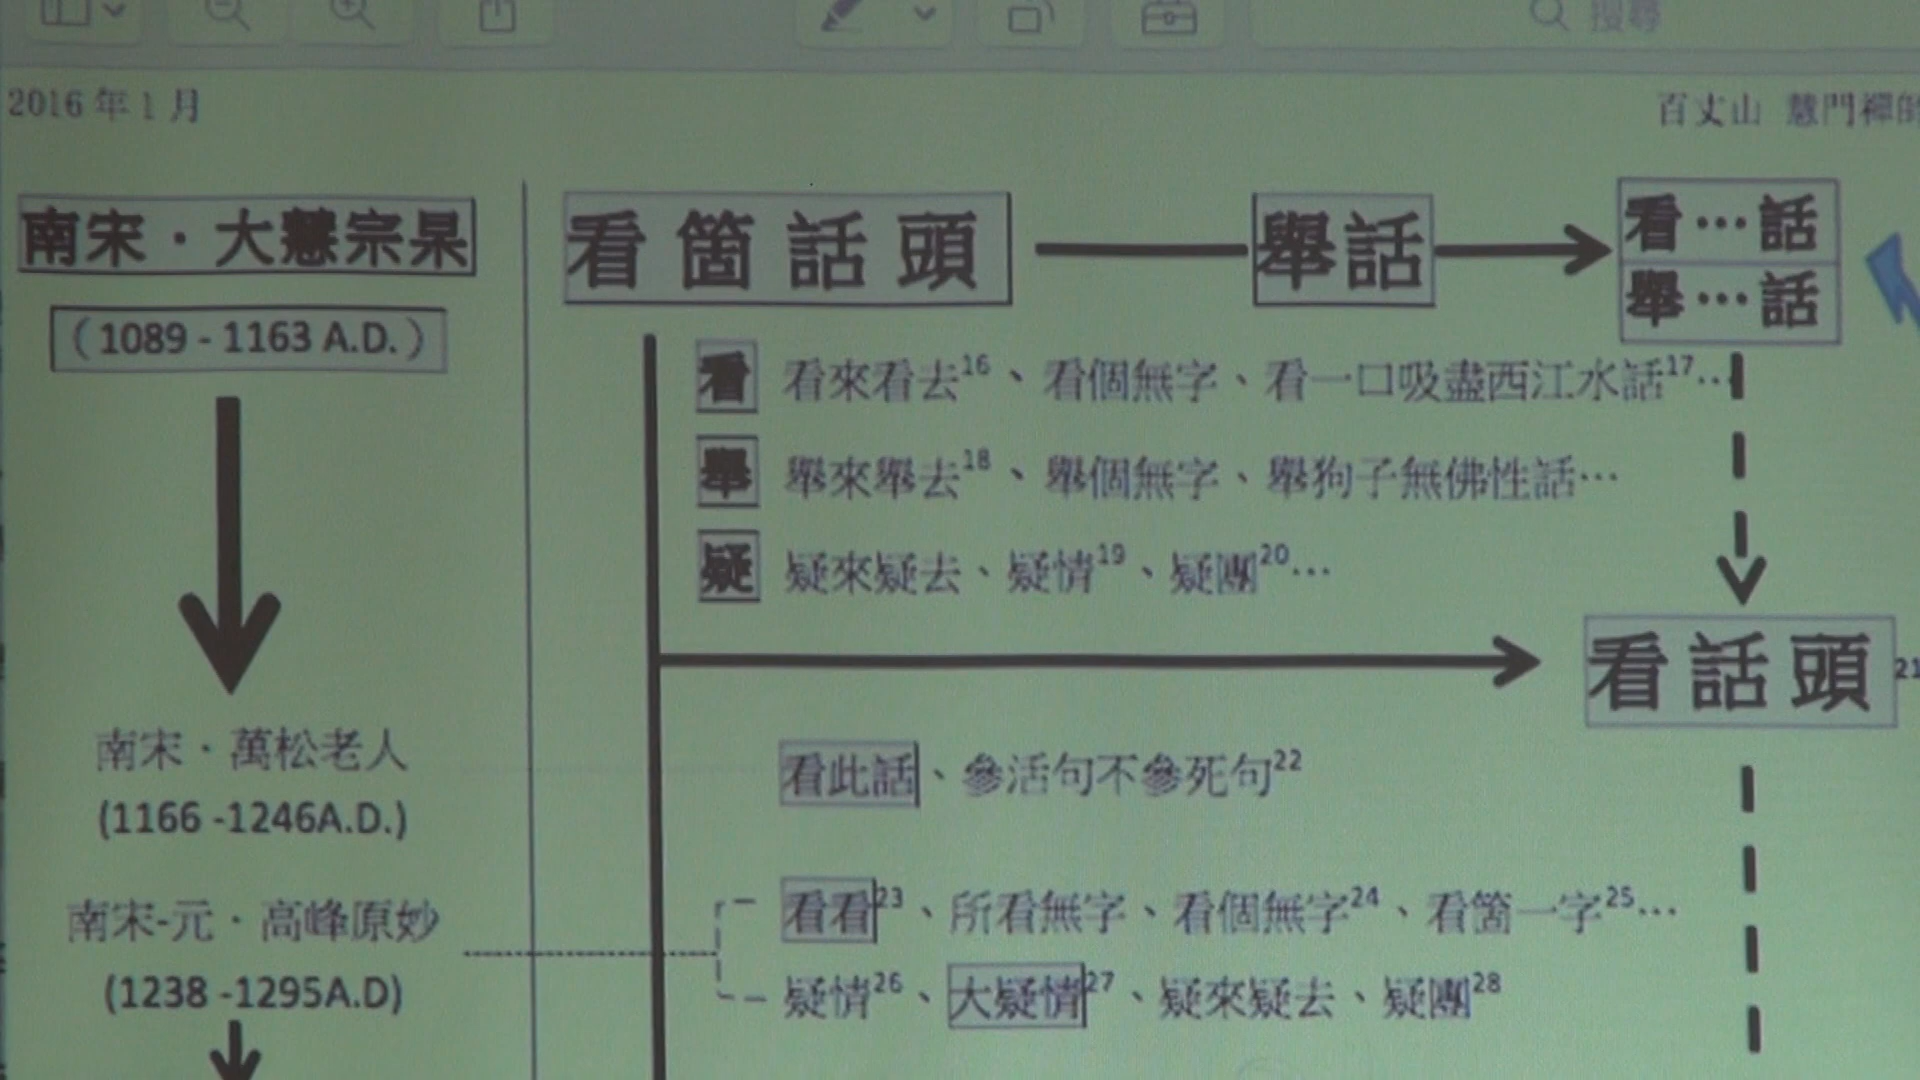 搜尋
2016 年 1 月
百丈山 慧門禪師
南宋・大慧宗杲
（1089 - 1163 A.D.）
看箇話頭
舉話
看…話
舉…話
看 看來看去16、看個無字、看一口吸盡西江水話17…
舉 舉來舉去18、舉個無字、舉狗子無佛性話…
疑 疑來疑去、疑情19、疑團20…
看話頭21
南宋・萬松老人
(1166 -1246A.D.)
看此話、參活句不參死句22
南宋-元・高峰原妙
(1238 -1295A.D)
看看23、所看無字、看個無字24、看箇一字25…
疑情26、大疑情27、疑來疑去、疑團28